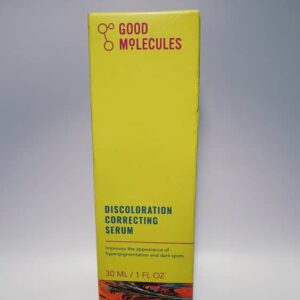 GOOD
MOLECULES
DISCOLORATION
CORRECTING
SERUM
Improves the appearance of
hyperpigmentation and dark spots
30 ML / 1 FL OZ